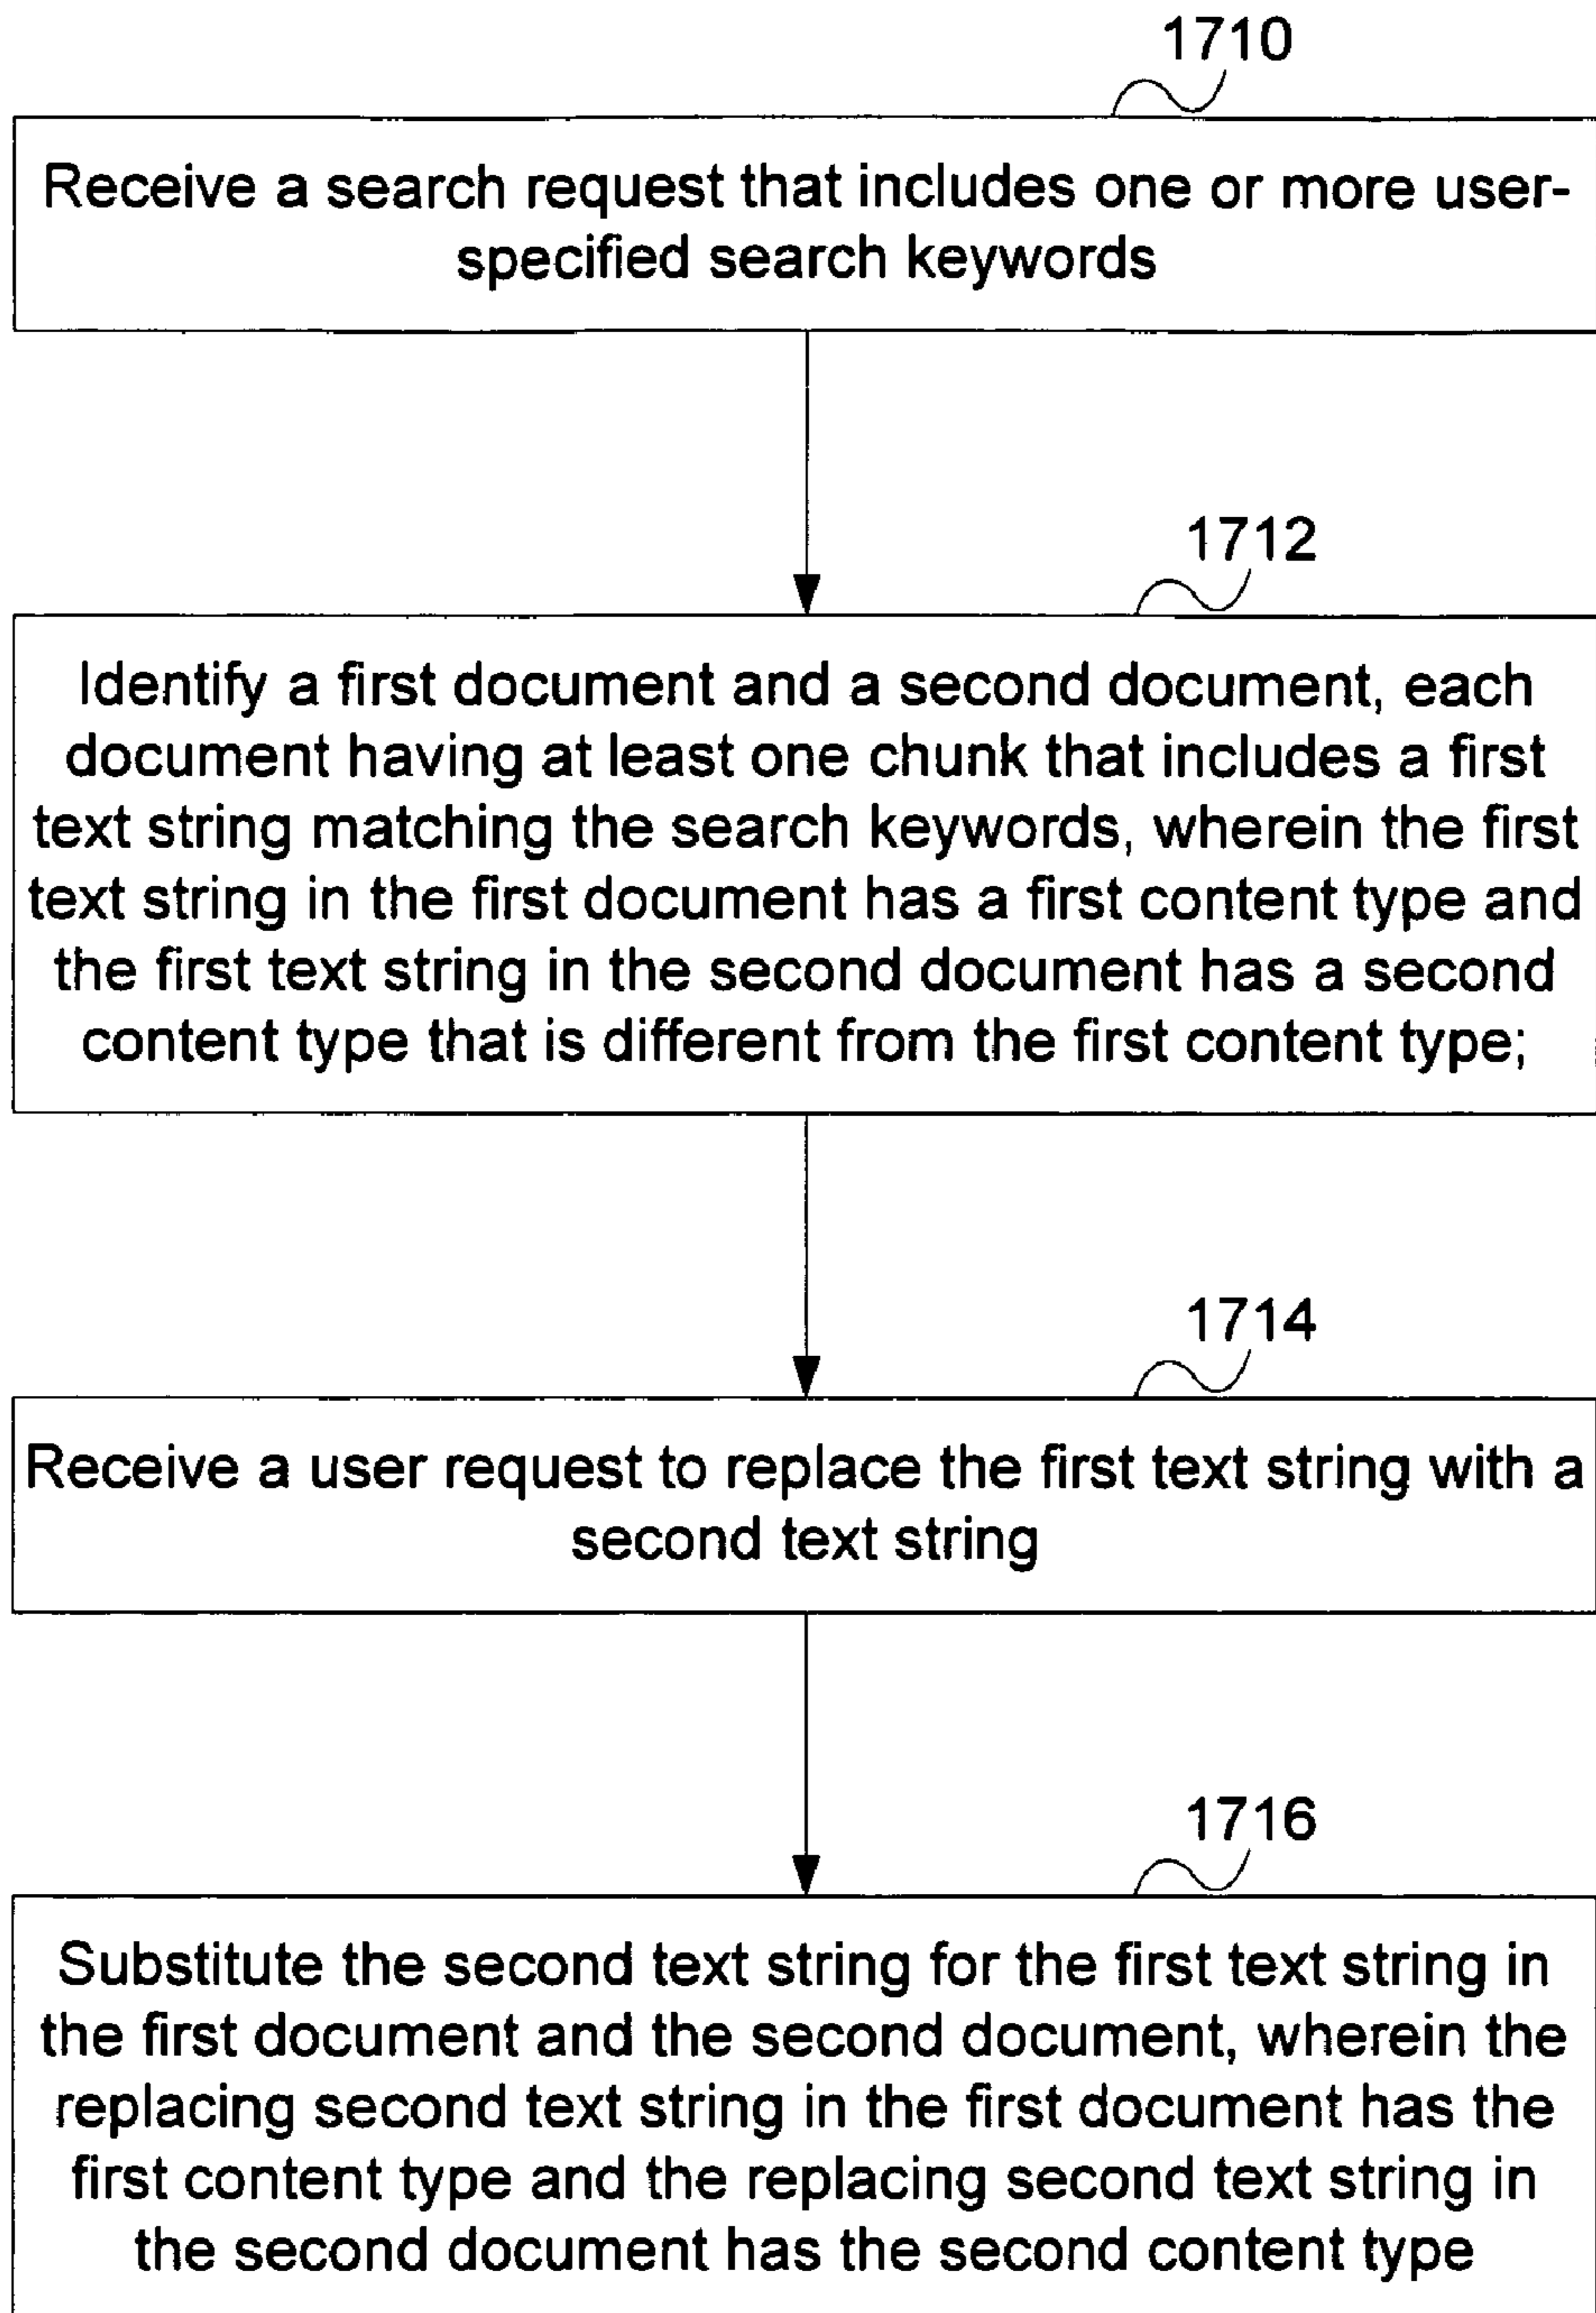 1710
Receive a search request that includes one or more user-
specified search keywords
1712
Identify a first document and a second document, each
document having at least one chunk that includes a first
text string matching the search keywords, wherein the first
text string in the first document has a first content type and
the first text string in the second document has a second
content type that is different from the first content type;
1714
Receive a user request to replace the first text string with a
second text string
1716
Substitute the second text string for the first text string in
the first document and the second document, wherein the
replacing second text string in the first document has the
first content type and the replacing second text string in
the second document has the second content type